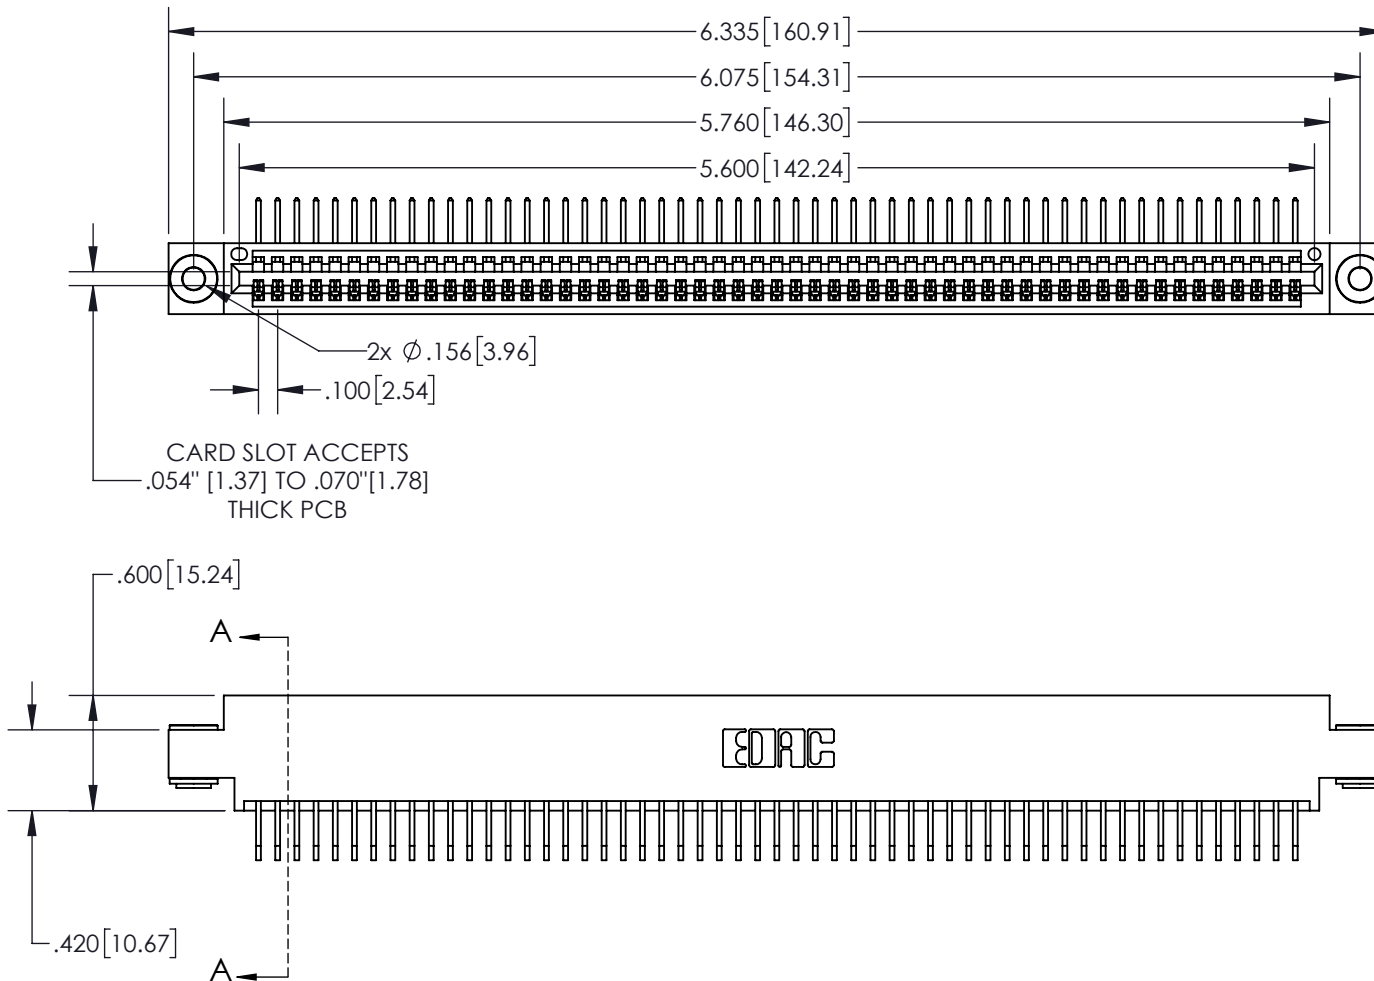 6.335[160.91]
6.075[154.31]
5.760[146.30]
5.600[142.24]
2x Ø.156[3.96]
.100[2.54]
CARD SLOT ACCEPTS
.054" [1.37] TO .070"[1.78]
THICK PCB
.600[15.24]
A
EDAC
.420[10.67]
A